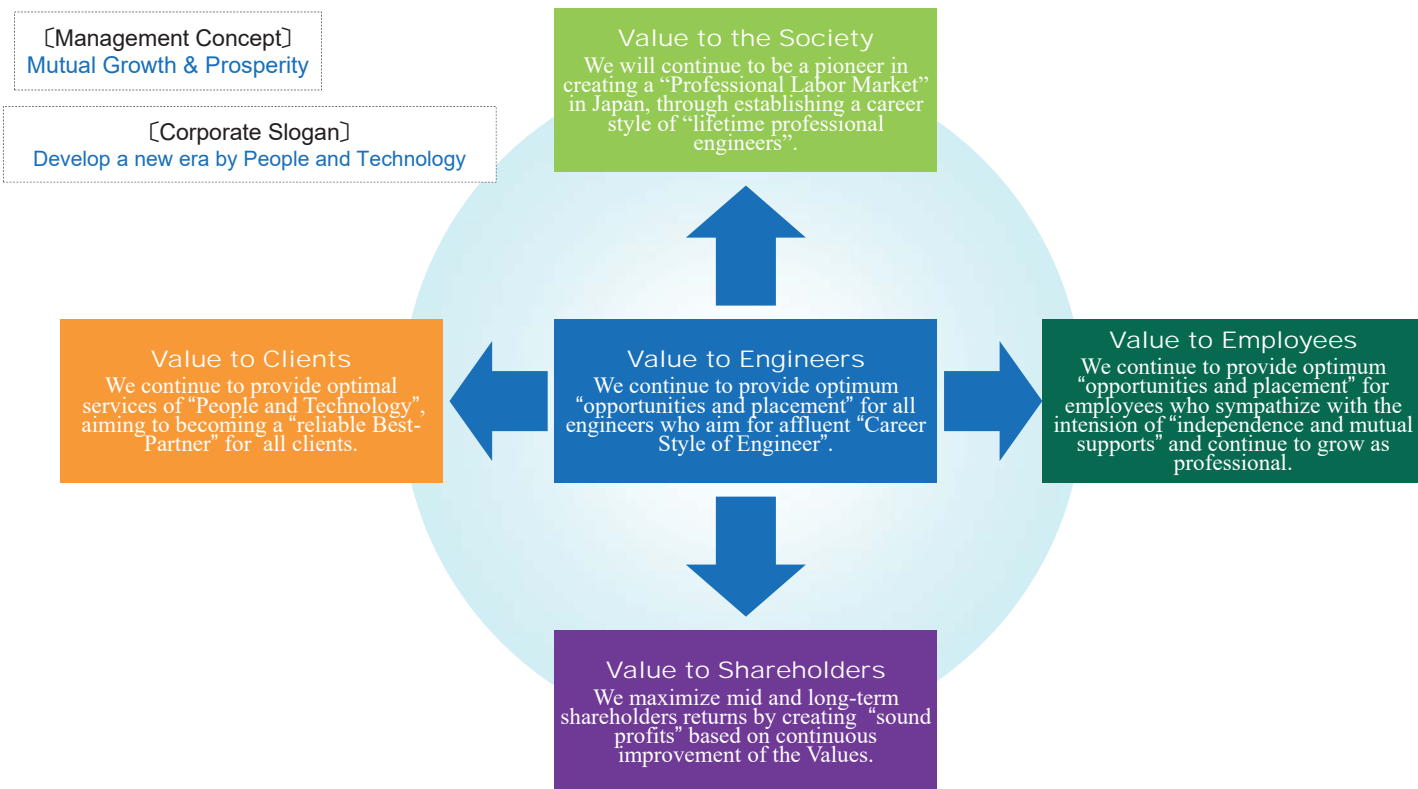 〔Management Concept〕
Mutual Growth & Prosperity
〔Corporate Slogan〕
Develop a new era by People and Technology
Value to the Society
We will continue to be a pioneer in
creating a “Professional Labor Market”
in Japan, through establishing a career
style of “lifetime professional
engineers”.
Value to Clients
We continue to provide optimal
services of “People and Technology”,
aiming to becoming a “reliable Best-
Partner” for all clients.
Value to Engineers
We continue to provide optimum
“opportunities and placement” for all
engineers who aim for affluent “Career
Style of Engineer”.
Value to Employees
We continue to provide optimum
“opportunities and placement” for
employees who sympathize with the
intension of “independence and mutual
supports” and continue to grow as
professional.
Value to Shareholders
We maximize mid and long-term
shareholders returns by creating “sound
profits” based on continuous
improvement of the Values.